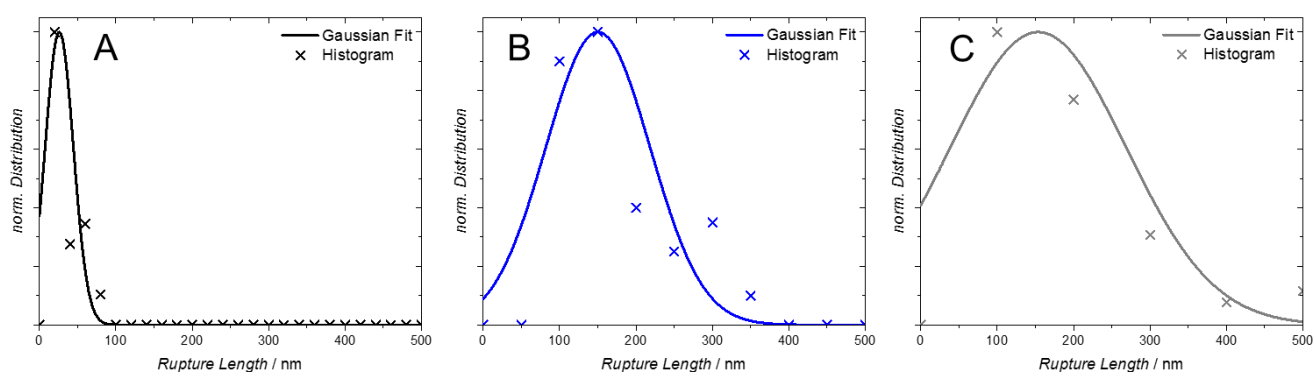 A
Gaussian Fit
Histogram
norm. Distribution
0 100 200 300 400 500
Rupture Length / nm
B
Gaussian Fit
Histogram
norm. Distribution
0 100 200 300 400 500
Rupture Length / nm
C
Gaussian Fit
Histogram
norm. Distribution
0 100 200 300 400 500
Rupture Length / nm